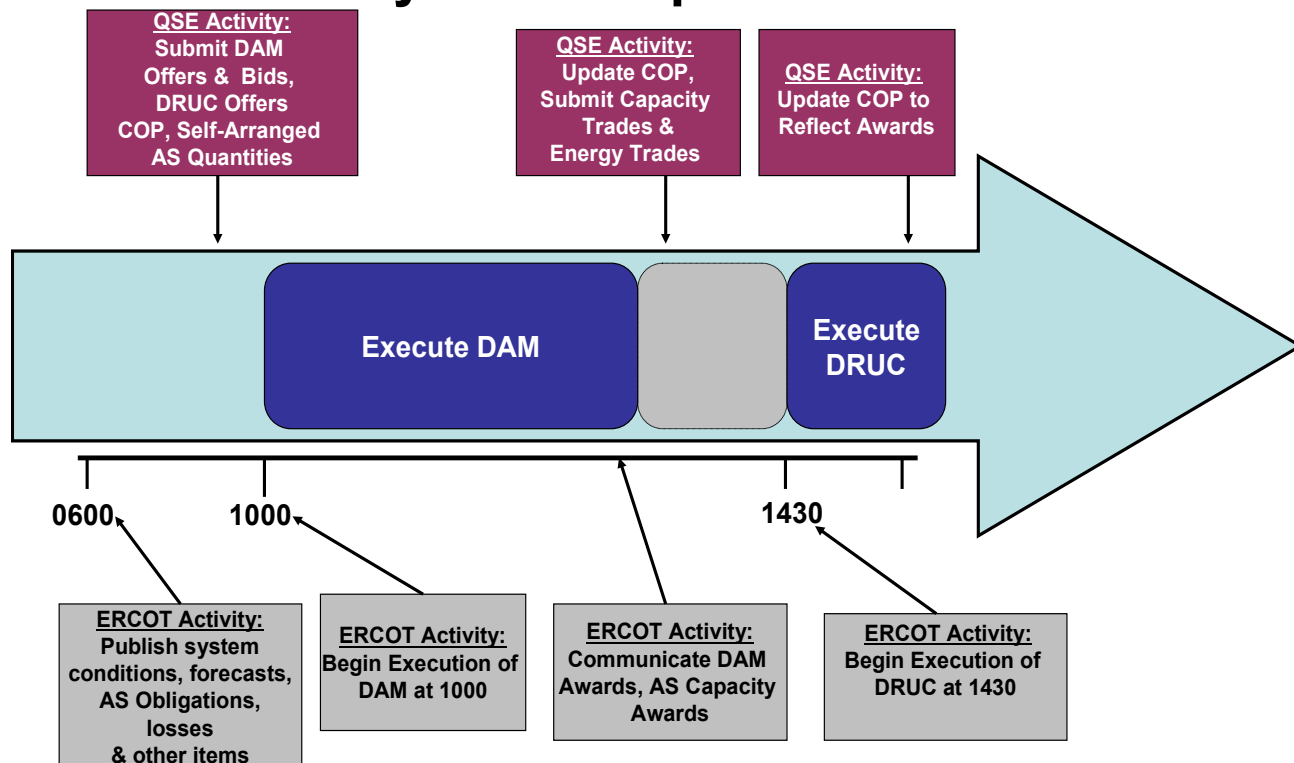 QSE Activity:
Submit DAM
Offers & Bids,
DRUC Offers
COP, Self-Arranged
AS Quantities
QSE Activity:
Update COP,
Submit Capacity
Trades &
Energy Trades
QSE Activity:
Update COP to
Reflect Awards
Execute DAM
Execute
DRUC
0600
1000
1430
ERCOT Activity:
Publish system
conditions, forecasts,
AS Obligations,
losses
& other items
ERCOT Activity:
Begin Execution of
DAM at 1000
ERCOT Activity:
Communicate DAM
Awards, AS Capacity
Awards
ERCOT Activity:
Begin Execution of
DRUC at 1430